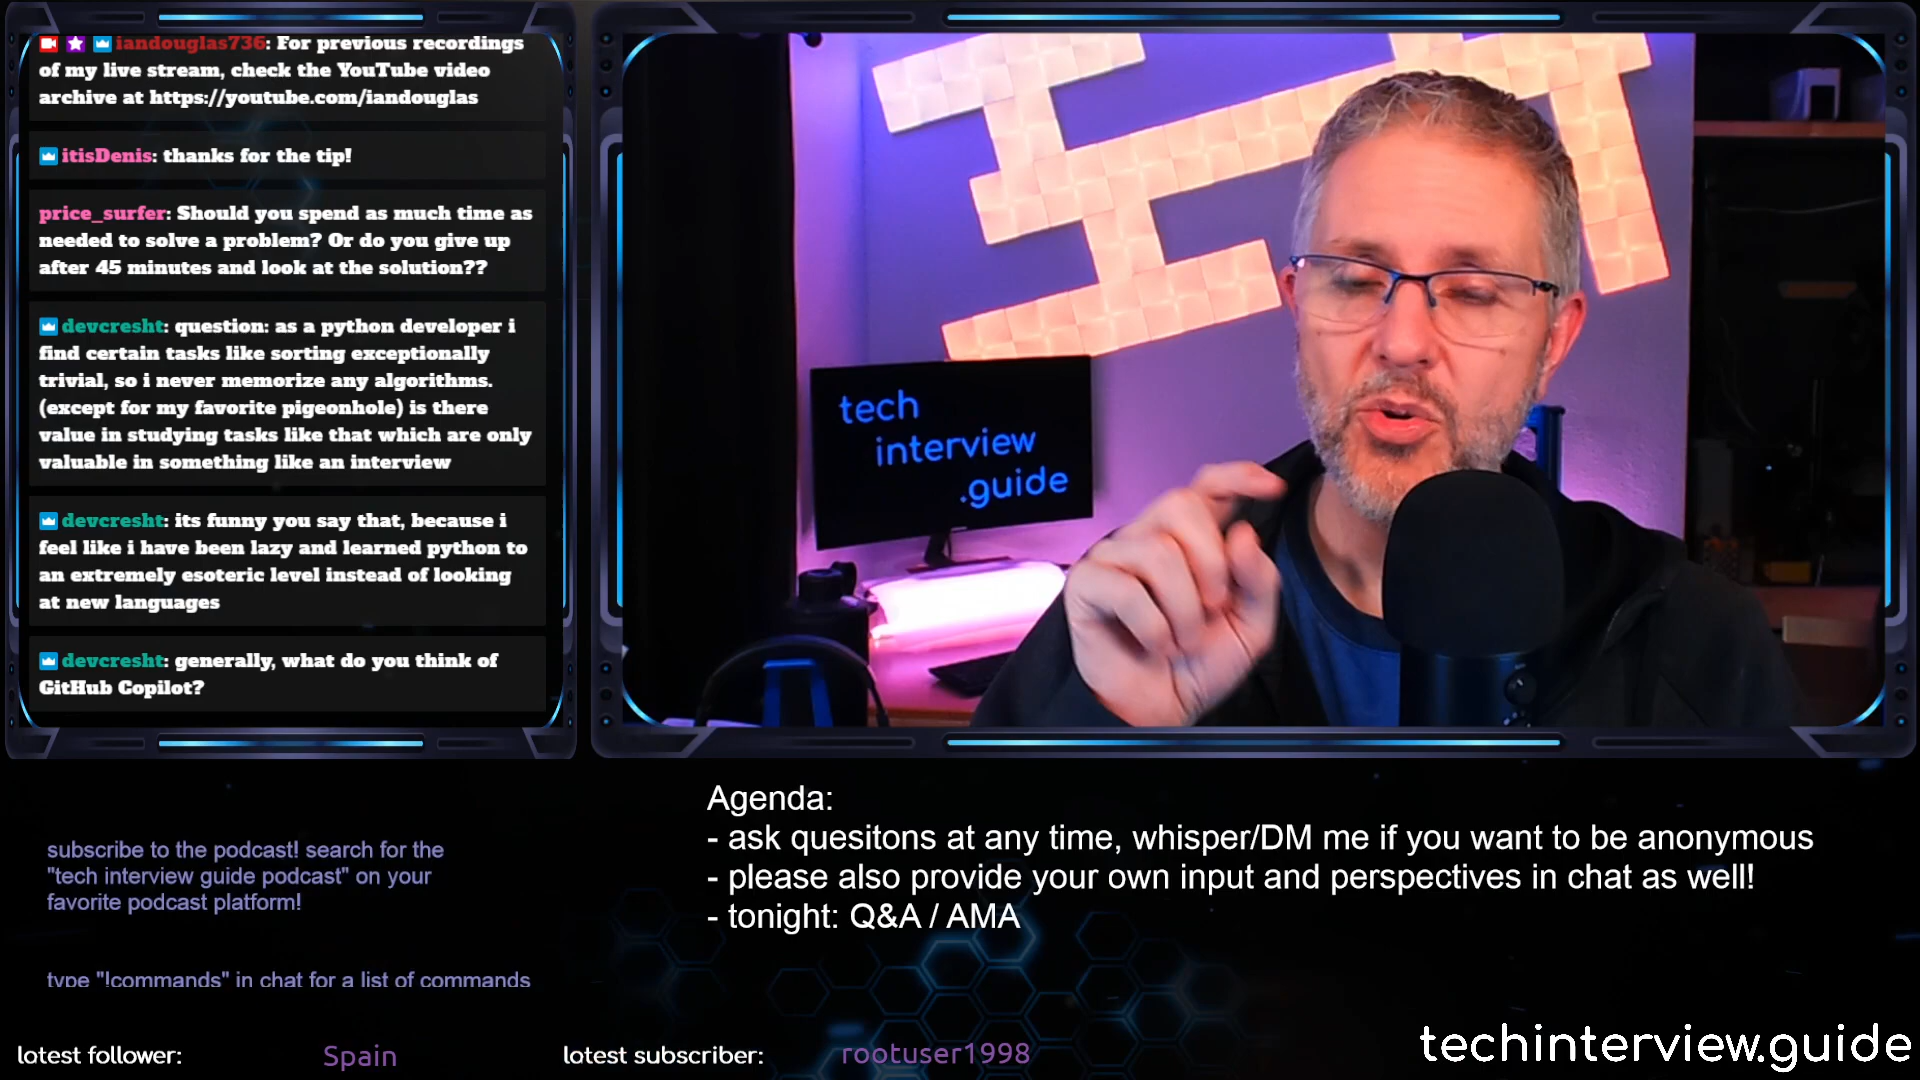 iandouglas736: For previous recordings
of my live stream, check the YouTube video
archive at https://youtube.com/iandouglas
itisDenis: thanks for the tip!
price_surfer: Should you spend as much time as
needed to solve a problem? Or do you give up
after 45 minutes and look at the solution??
devcresht: question: as a python developer i
find certain tasks like sorting exceptionally
trivial, so i never memorize any algorithms.
(except for my favorite pigeonhole) is there
value in studying tasks like that which are only
valuable in something like an interview
devcresht: its funny you say that, because i
feel like i have been lazy and learned python to
an extremely esoteric level instead of looking
at new languages
devcresht: generally, what do you think of
GitHub Copilot?
tech
interview
.guide
Agenda:
- ask quesitons at any time, whisper/DM me if you want to be anonymous
- please also provide your own input and perspectives in chat as well!
- tonight: Q&A / AMA
subscribe to the podcast! search for the
"tech interview guide podcast" on your
favorite podcast platform!
type "!commands" in chat for a list of commands
latest follower: Spain
latest subscriber: rootuser1998
techinterview.guide